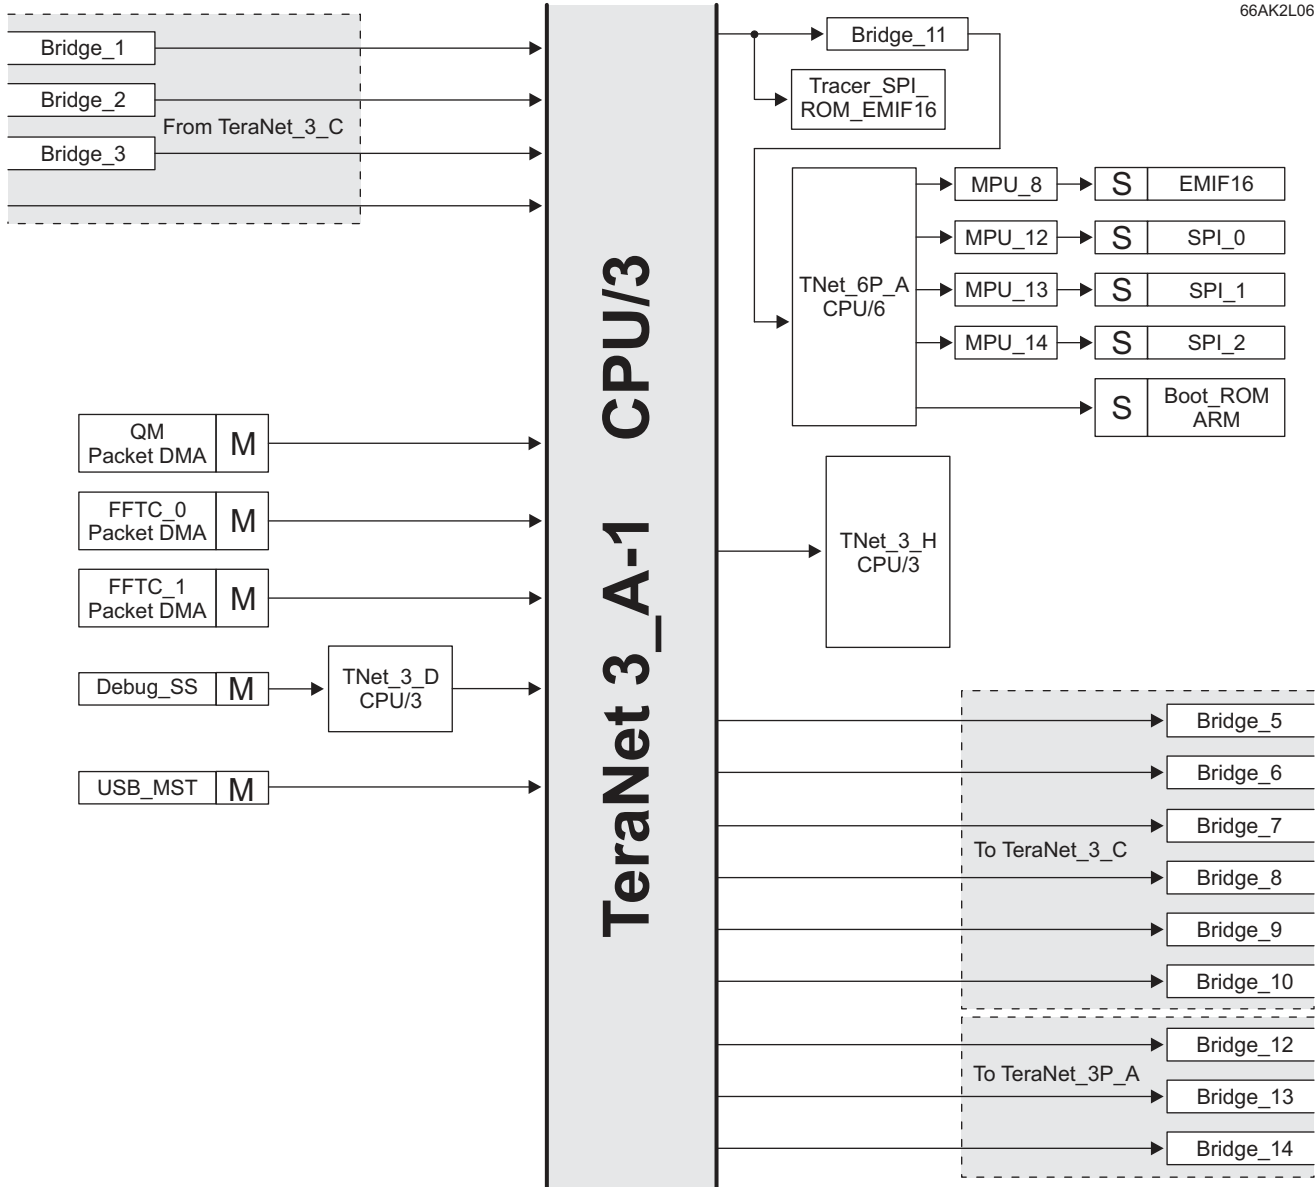 66AK2L06
Bridge_1
Bridge_2
From TeraNet_3_C
Bridge_3
QM
Packet DMA
M
FFTC_0
Packet DMA
M
FFTC_1
Packet DMA
M
Debug_SS
M
TNet_3_D
CPU/3
USB_MST
M
TeraNet 3_A-1 CPU/3
Bridge_11
Tracer_SPI_
ROM_EMIF16
TNet_6P_A
CPU/6
MPU_8
S
EMIF16
MPU_12
S
SPI_0
MPU_13
S
SPI_1
MPU_14
S
SPI_2
S
Boot_ROM
ARM
TNet_3_H
CPU/3
Bridge_5
Bridge_6
Bridge_7
To TeraNet_3_C
Bridge_8
Bridge_9
Bridge_10
Bridge_12
To TeraNet_3P_A
Bridge_13
Bridge_14